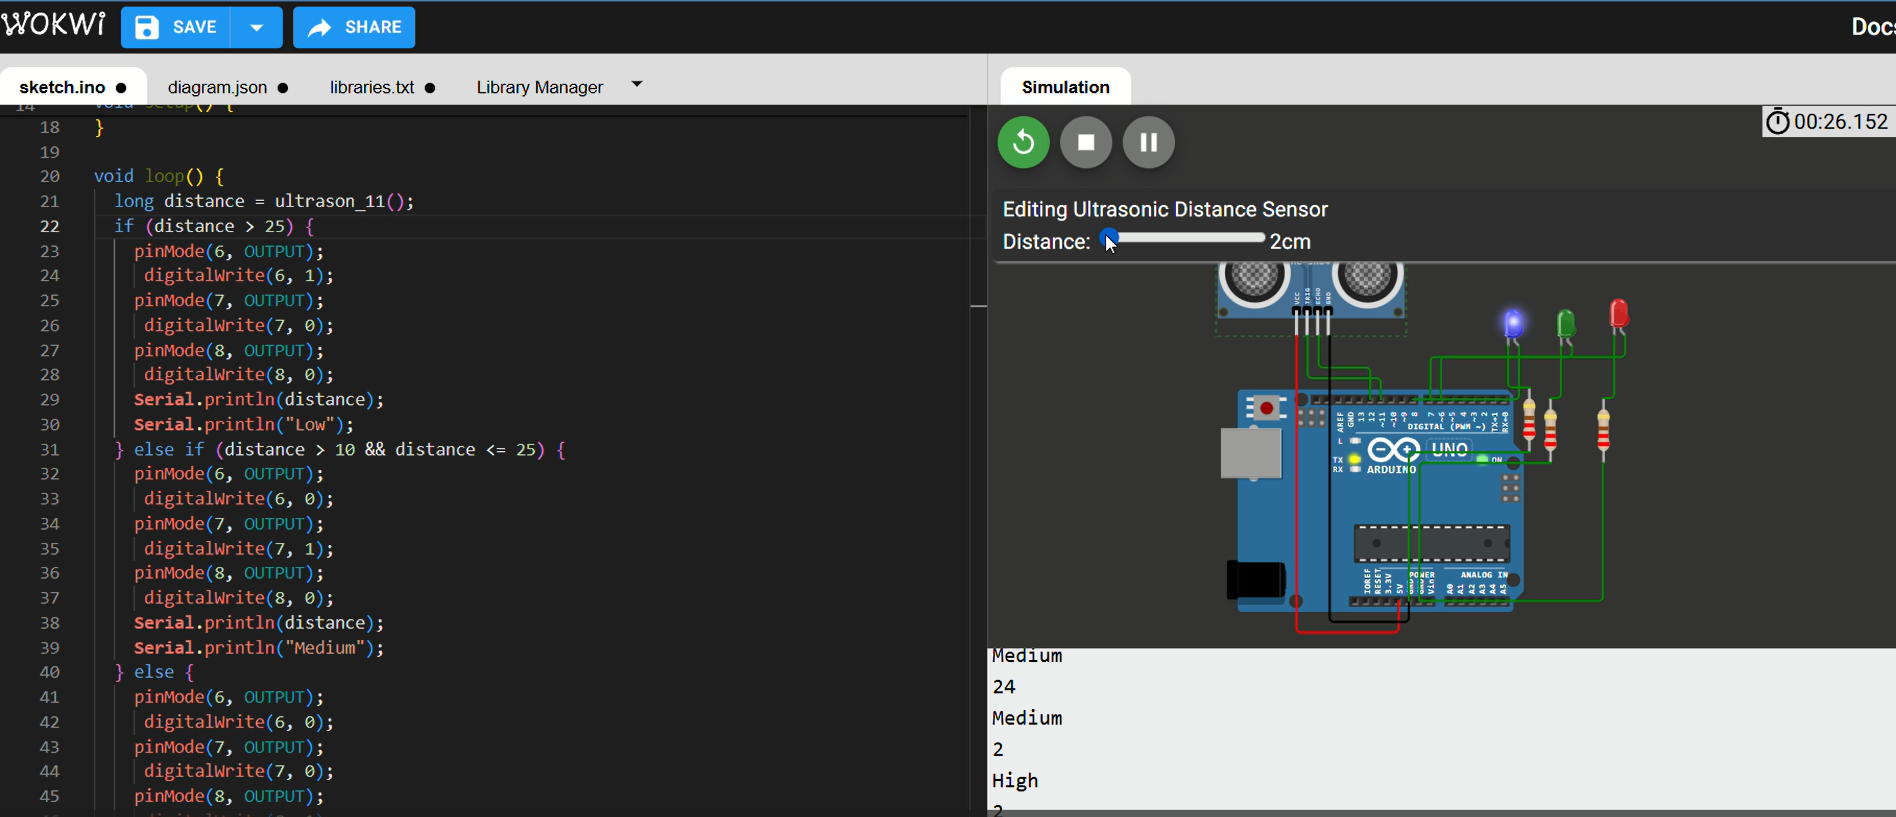 WOKWi SAVE SHARE Docs
sketch.ino ● diagram.json ● libraries.txt ● Library Manager
Simulation
14 void setup() {
18 }
19
20 void loop() {
21 long distance = ultrason_11();
22 if (distance > 25) {
23 pinMode(6, OUTPUT);
24 digitalWrite(6, 1);
25 pinMode(7, OUTPUT);
26 digitalWrite(7, 0);
27 pinMode(8, OUTPUT);
28 digitalWrite(8, 0);
29 Serial.println(distance);
30 Serial.println("Low");
31 } else if (distance > 10 && distance <= 25) {
32 pinMode(6, OUTPUT);
33 digitalWrite(6, 0);
34 pinMode(7, OUTPUT);
35 digitalWrite(7, 1);
36 pinMode(8, OUTPUT);
37 digitalWrite(8, 0);
38 Serial.println(distance);
39 Serial.println("Medium");
40 } else {
41 pinMode(6, OUTPUT);
42 digitalWrite(6, 0);
43 pinMode(7, OUTPUT);
44 digitalWrite(7, 0);
45 pinMode(8, OUTPUT);
00:26.152
Editing Ultrasonic Distance Sensor
Distance: 2cm
VCC
TRIG
ECHO
GND
AREF
GND
13
12
~11
~10
~9
8
7
~6
~5
4
~3
2
TX→1
RX←0
DIGITAL (PWM ~)
L
TX
RX
UNO
ON
ARDUINO
IOREF
RESET
3.3V
5V
Vin
POWER
ANALOG IN
A0
A1
A2
A3
A4
A5
Medium
24
Medium
2
High
2